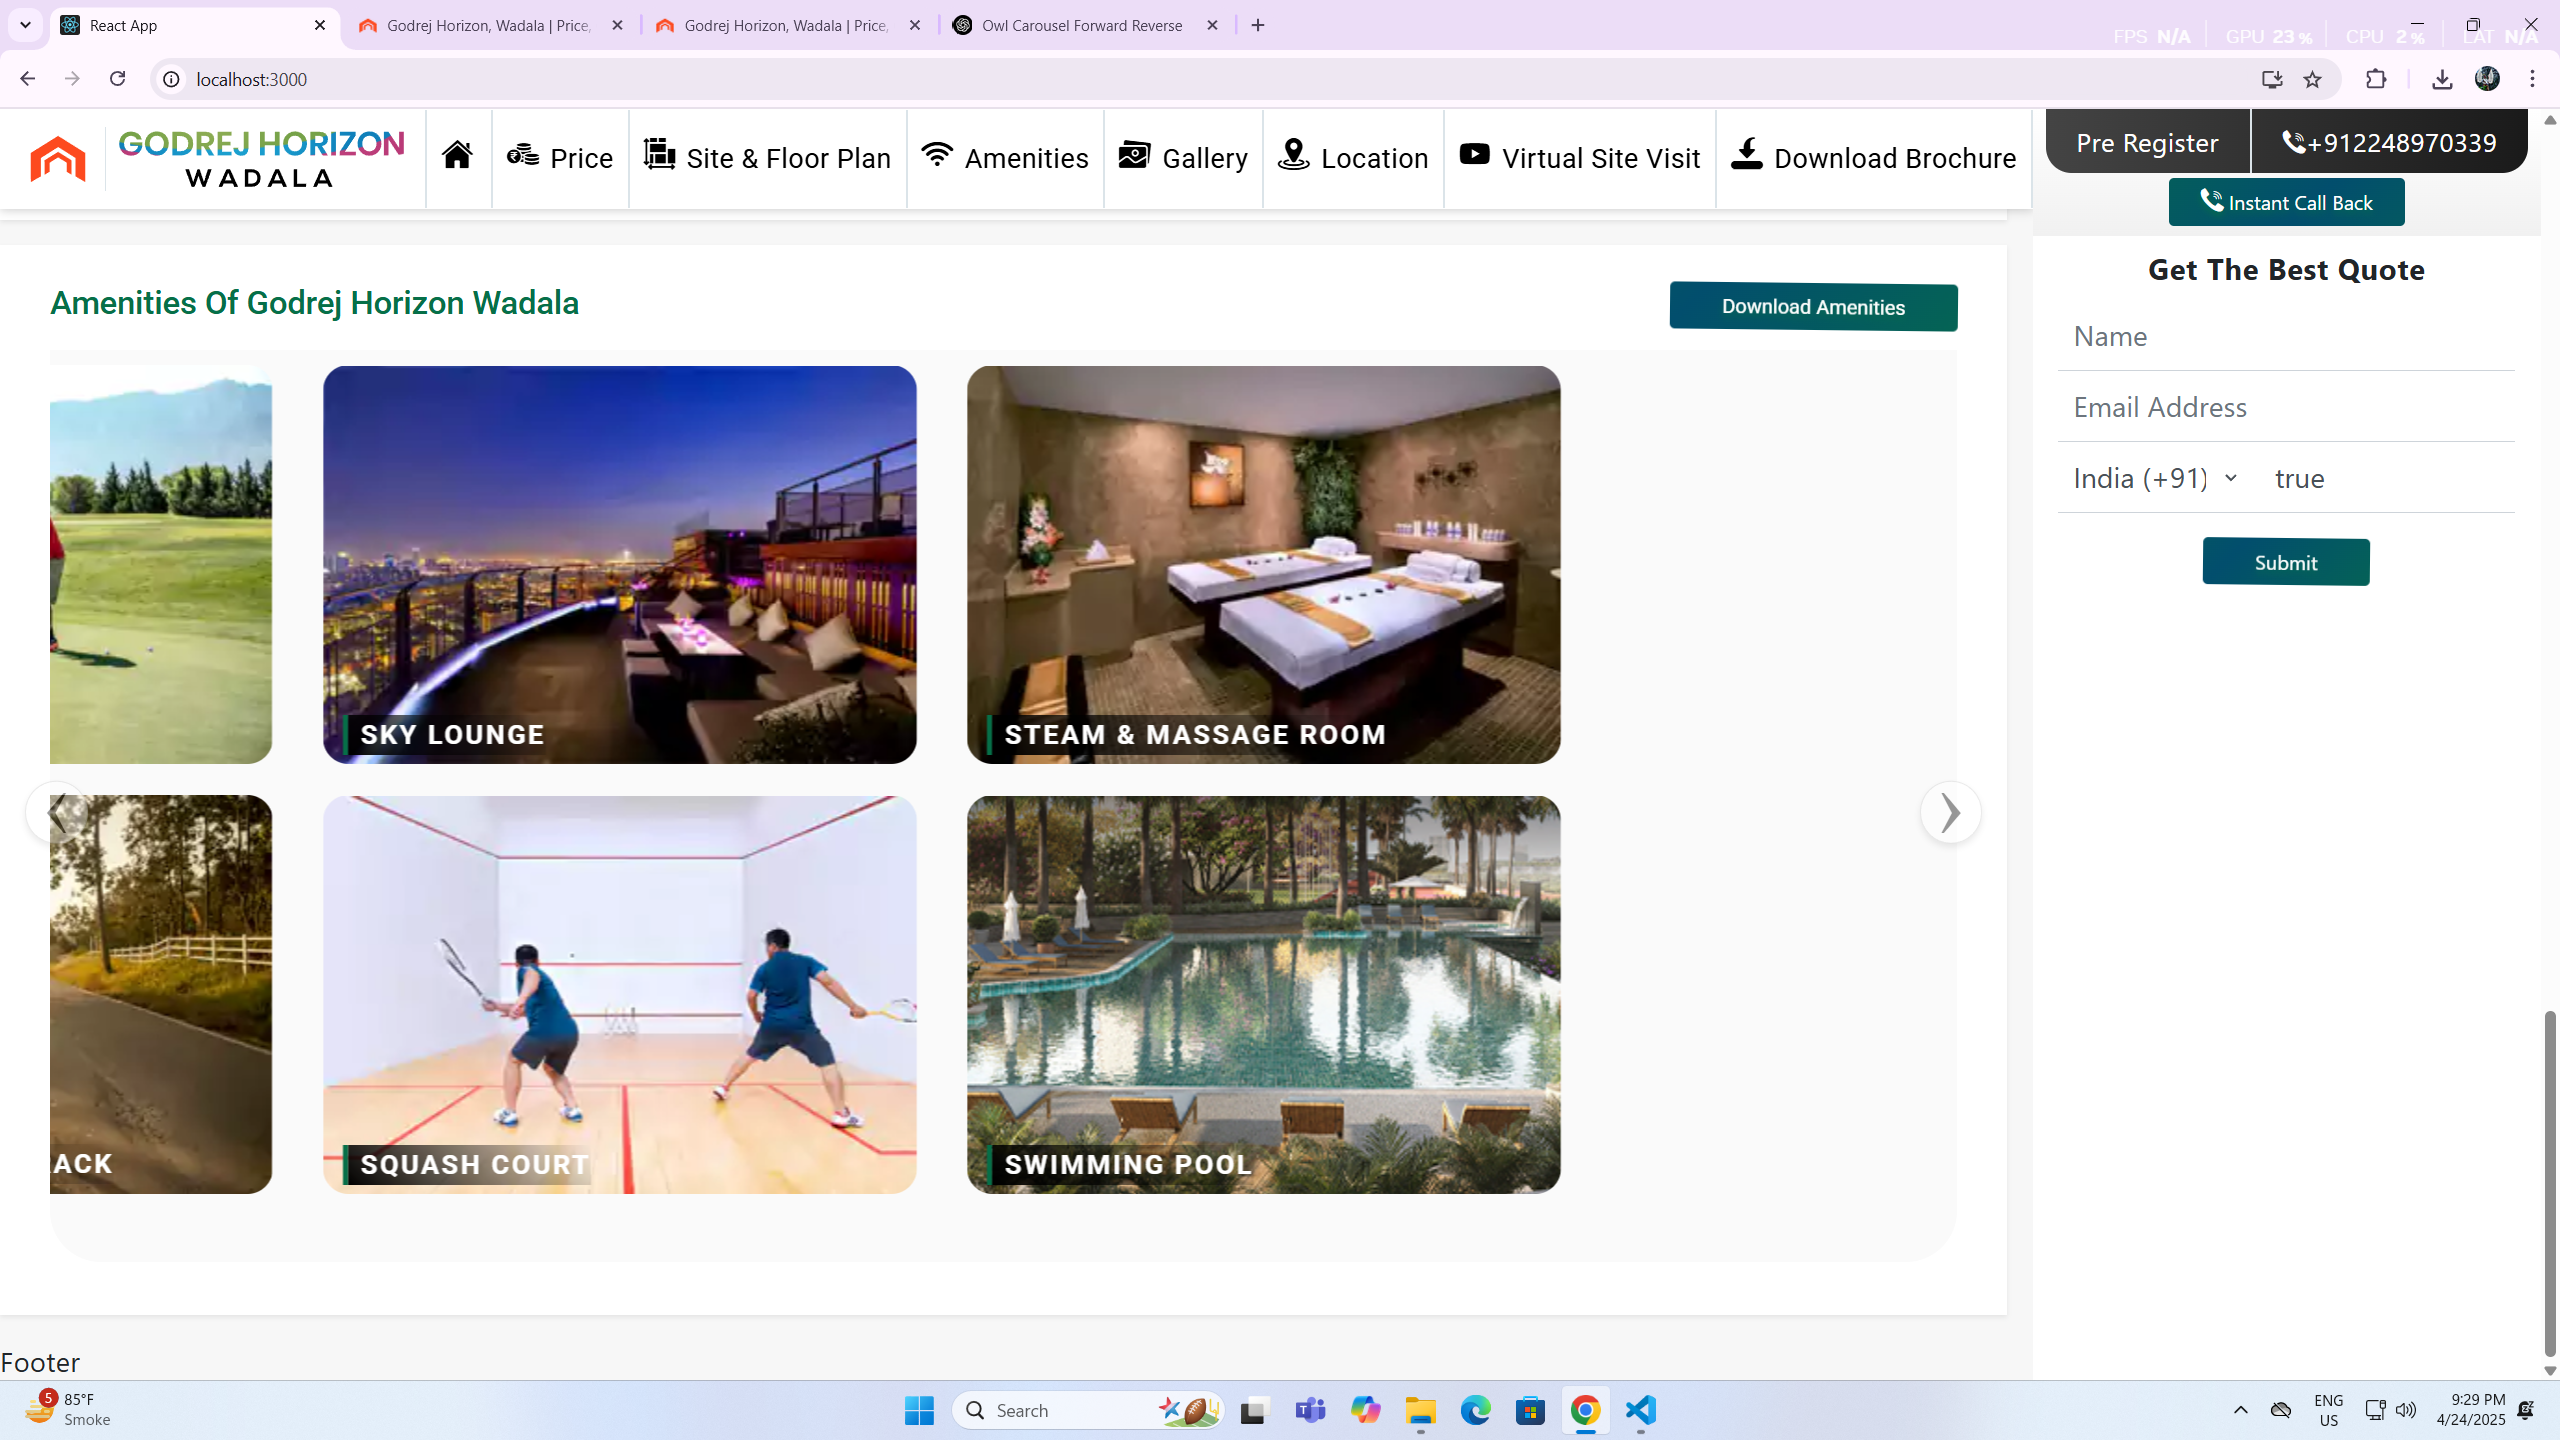 React App
Godrej Horizon, Wadala | Price,
Godrej Horizon, Wadala | Price,
Owl Carousel Forward Reverse
FPS N/A GPU 23 % CPU 2 % LAT N/A
localhost:3000
GODREJ HORIZON
WADALA
Price
Site & Floor Plan
Amenities
Gallery
Location
Virtual Site Visit
Download Brochure
Pre Register
+912248970339
Instant Call Back
Get The Best Quote
Name
Email Address
India (+91)
true
Submit
Amenities Of Godrej Horizon Wadala
Download Amenities
SKY LOUNGE
STEAM & MASSAGE ROOM
ACK
SQUASH COURT
SWIMMING POOL
Footer
5
85°F
Smoke
Search
ENG
US
9:29 PM
4/24/2025